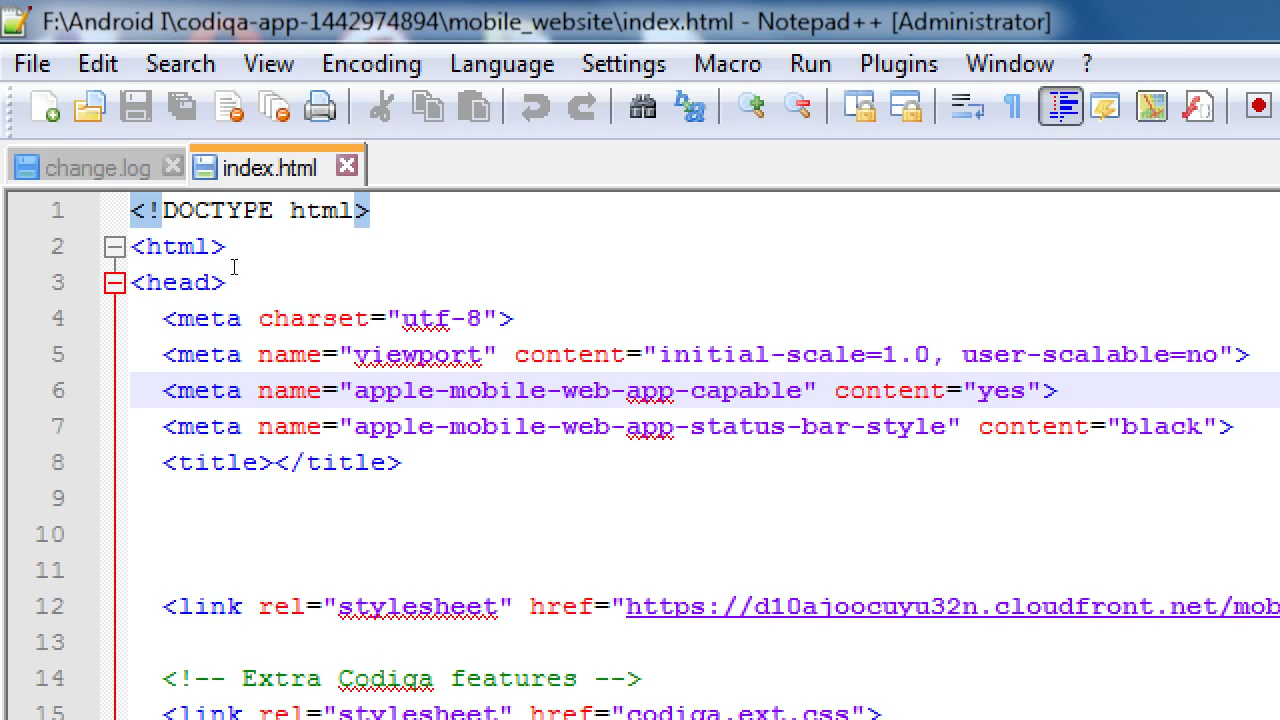 F:\Android I\codiqa-app-1442974894\mobile_website\index.html - Notepad++ [Administrator]
File Edit Search View Encoding Language Settings Macro Run Plugins Window ?
change.log index.html
1 <!DOCTYPE html>
2 <html>
3 <head>
4 <meta charset="utf-8">
5 <meta name="viewport" content="initial-scale=1.0, user-scalable=no">
6 <meta name="apple-mobile-web-app-capable" content="yes">
7 <meta name="apple-mobile-web-app-status-bar-style" content="black">
8 <title></title>
9
10
11
12 <link rel="stylesheet" href="https://d10ajoocuyu32n.cloudfront.net/mob
13
14 <!-- Extra Codiqa features -->
15 <link rel="stylesheet" href="codiqa.ext.css">